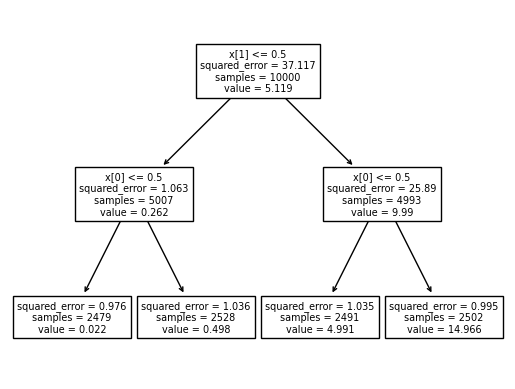 x[1] <= 0.5
squared_error = 37.117
samples = 10000
value = 5.119
x[0] <= 0.5
squared_error = 1.063
samples = 5007
value = 0.262
x[0] <= 0.5
squared_error = 25.89
samples = 4993
value = 9.99
squared_error = 0.976
samples = 2479
value = 0.022
squared_error = 1.036
samples = 2528
value = 0.498
squared_error = 1.035
samples = 2491
value = 4.991
squared_error = 0.995
samples = 2502
value = 14.966